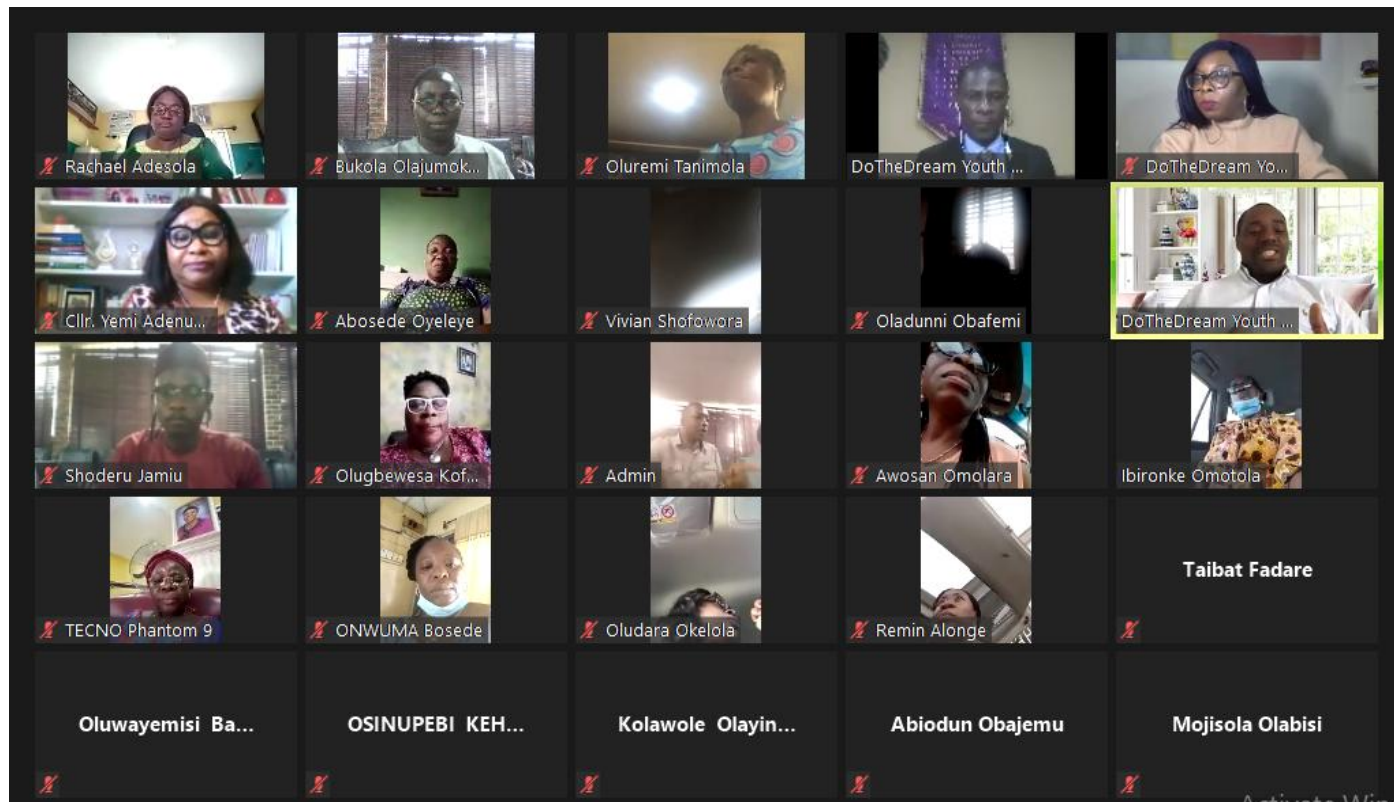 Rachael Adesola
Bukola Olajumok...
Oluremi Tanimola
DoTheDream Youth ...
DoTheDream Yo...
Cllr. Yemi Adenu...
Abosede Oyeleye
Vivian Shofowora
Oladunni Obafemi
DoTheDream Youth ...
Shoderu Jamiu
Olugbewesa Kof...
Admin
Awosan Omolara
Ibironke Omotola
TECNO Phantom 9
ONWUMA Bosede
Oludara Okelola
Remin Alonge
Taibat Fadare
Oluwayemisi Ba...
OSINUPEBI KEH...
Kolawole Olayin...
Abiodun Obajemu
Mojisola Olabisi